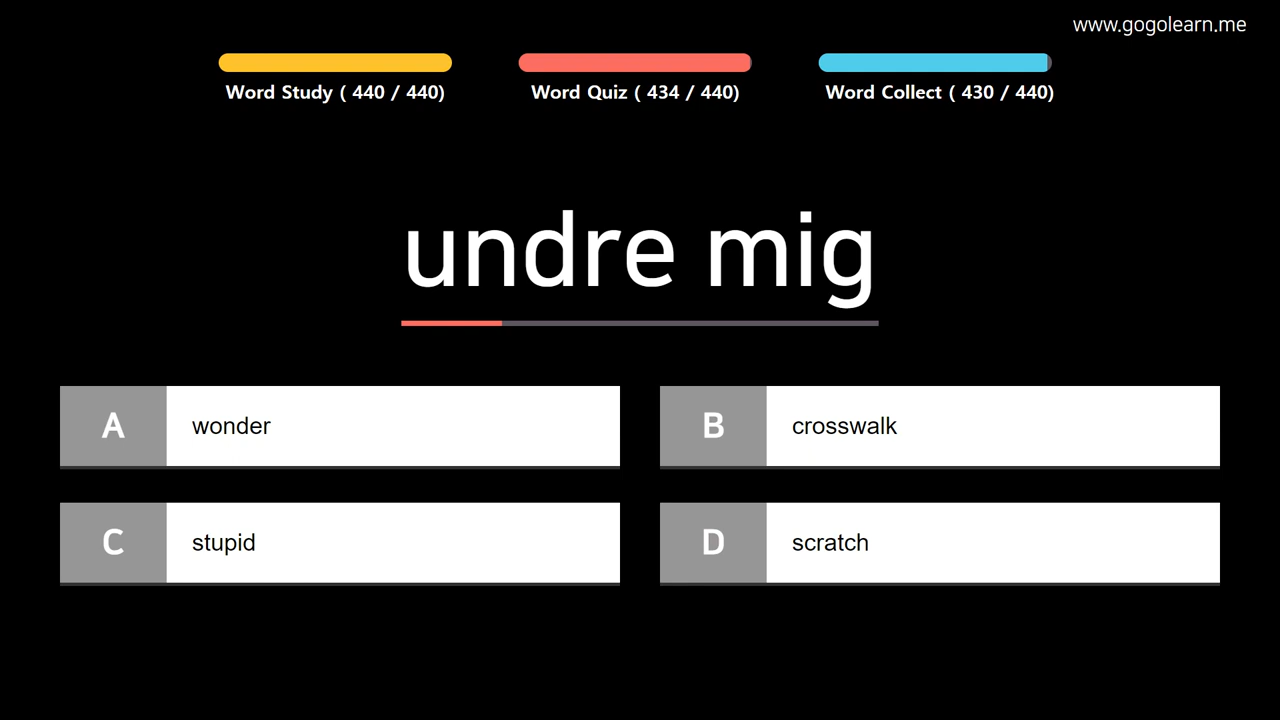 www.gogolearn.me
Word Study ( 440 / 440)
Word Quiz ( 434 / 440)
Word Collect ( 430 / 440)
undre mig
A wonder
B crosswalk
C stupid
D scratch